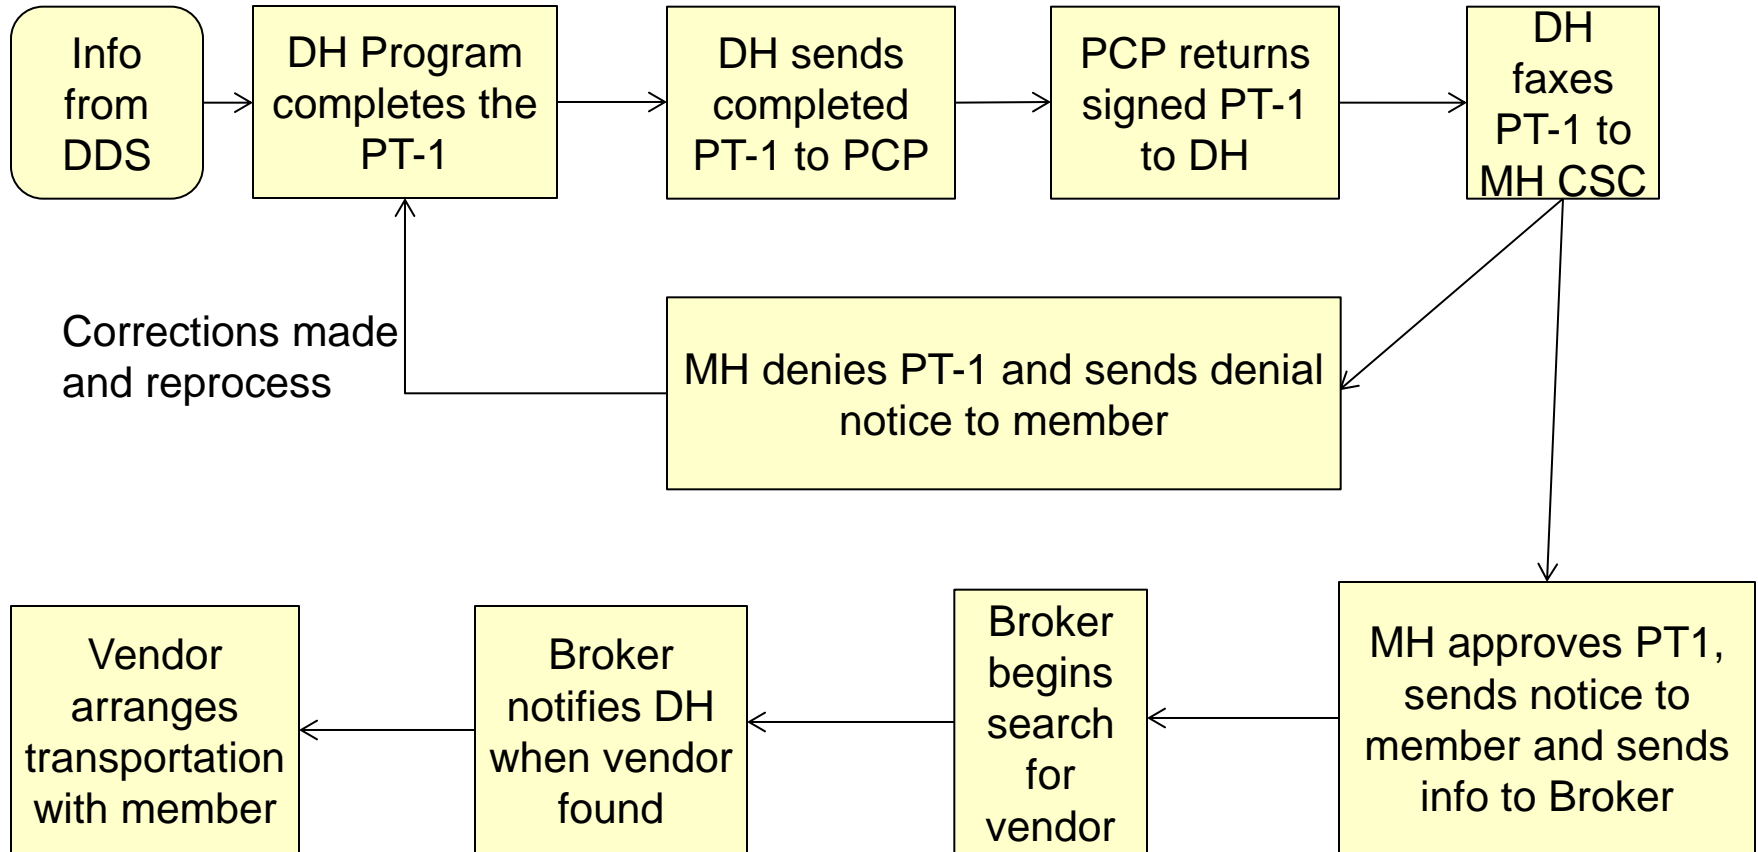 Info
from
DDS
DH Program
completes the
PT-1
DH sends
completed
PT-1 to PCP
PCP returns
signed PT-1
to DH
DH
faxes
PT-1 to
MH CSC
Corrections made
and reprocess
MH denies PT-1 and sends denial
notice to member
Vendor
arranges
transportation
with member
Broker
notifies DH
when vendor
found
Broker
begins
search
for
vendor
MH approves PT1,
sends notice to
member and sends
info to Broker